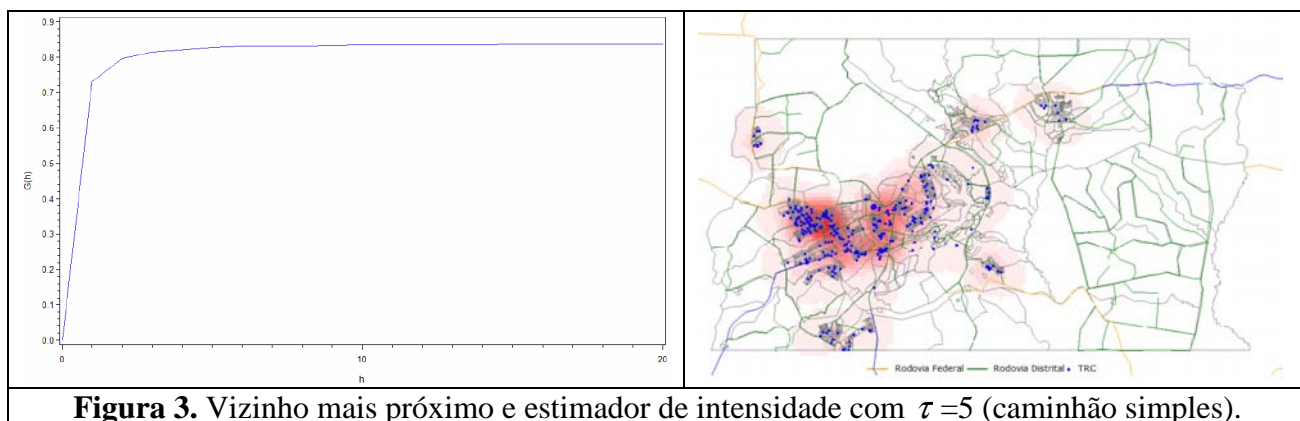 0.9
0.8
0.7
0.6
0.5
0.4
0.3
0.2
0.1
0.0
G(h)
0
10
20
h
Rodovia Federal
Rodovia Distrital
TRC
Figura 3. Vizinho mais próximo e estimador de intensidade com τ =5 (caminhão simples).